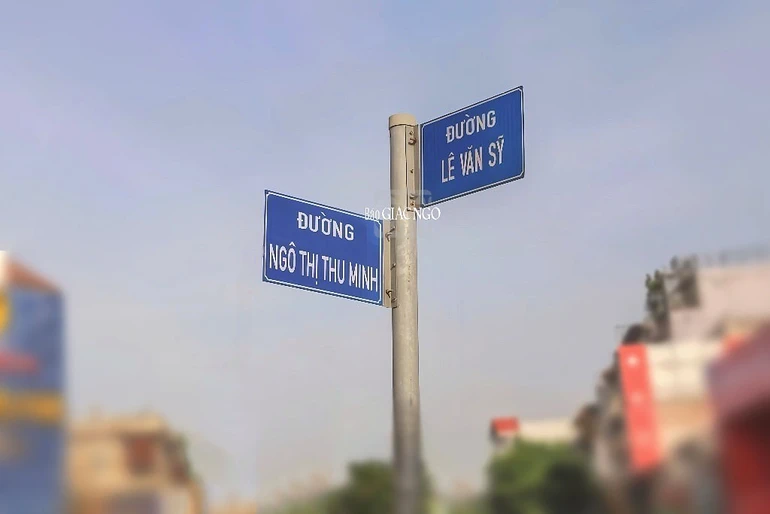 ĐƯỜNG
LÊ VĂN SỸ
Báo GIÁC NGỘ
ĐƯỜNG
NGÔ THỊ THU MINH